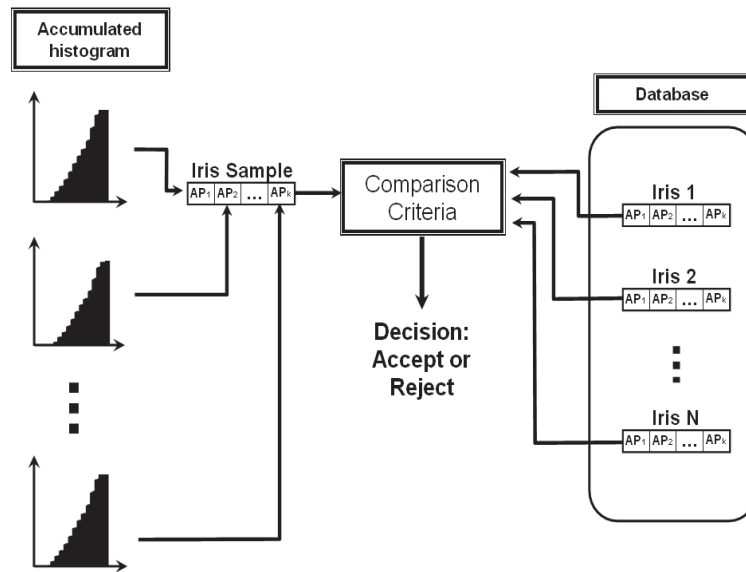 Accumulated
histogram
Database
Iris Sample
AP₁ AP₂ ... APₖ
Comparison
Criteria
Iris 1
AP₁ AP₂ ... APₖ
Iris 2
AP₁ AP₂ ... APₖ
Iris N
AP₁ AP₂ ... APₖ
Decision:
Accept or
Reject